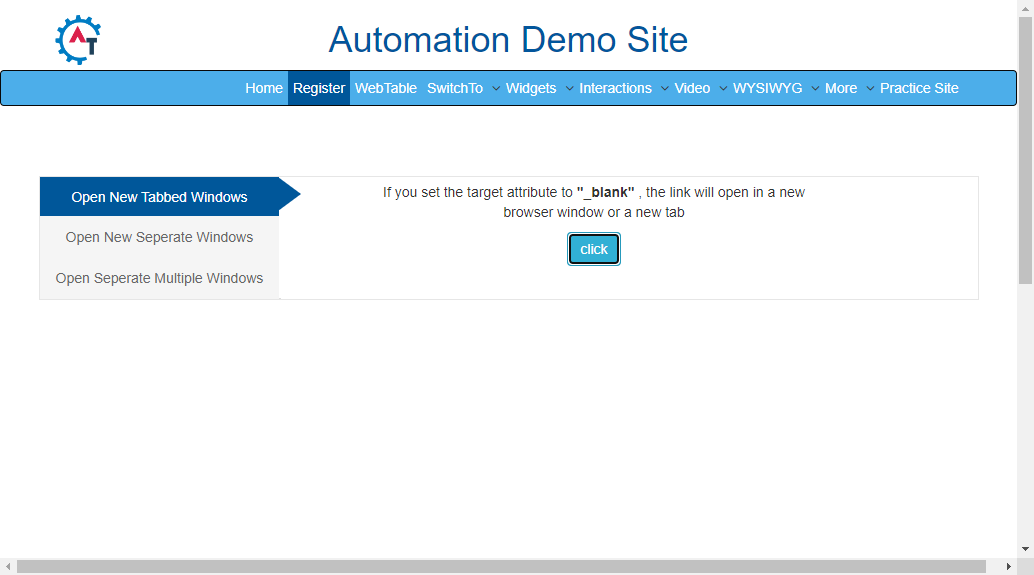 AT
Automation Demo Site
Home Register WebTable SwitchTo Widgets Interactions Video WYSIWYG More Practice Site
Open New Tabbed Windows
Open New Seperate Windows
Open Seperate Multiple Windows
If you set the target attribute to "_blank" , the link will open in a new
browser window or a new tab
click